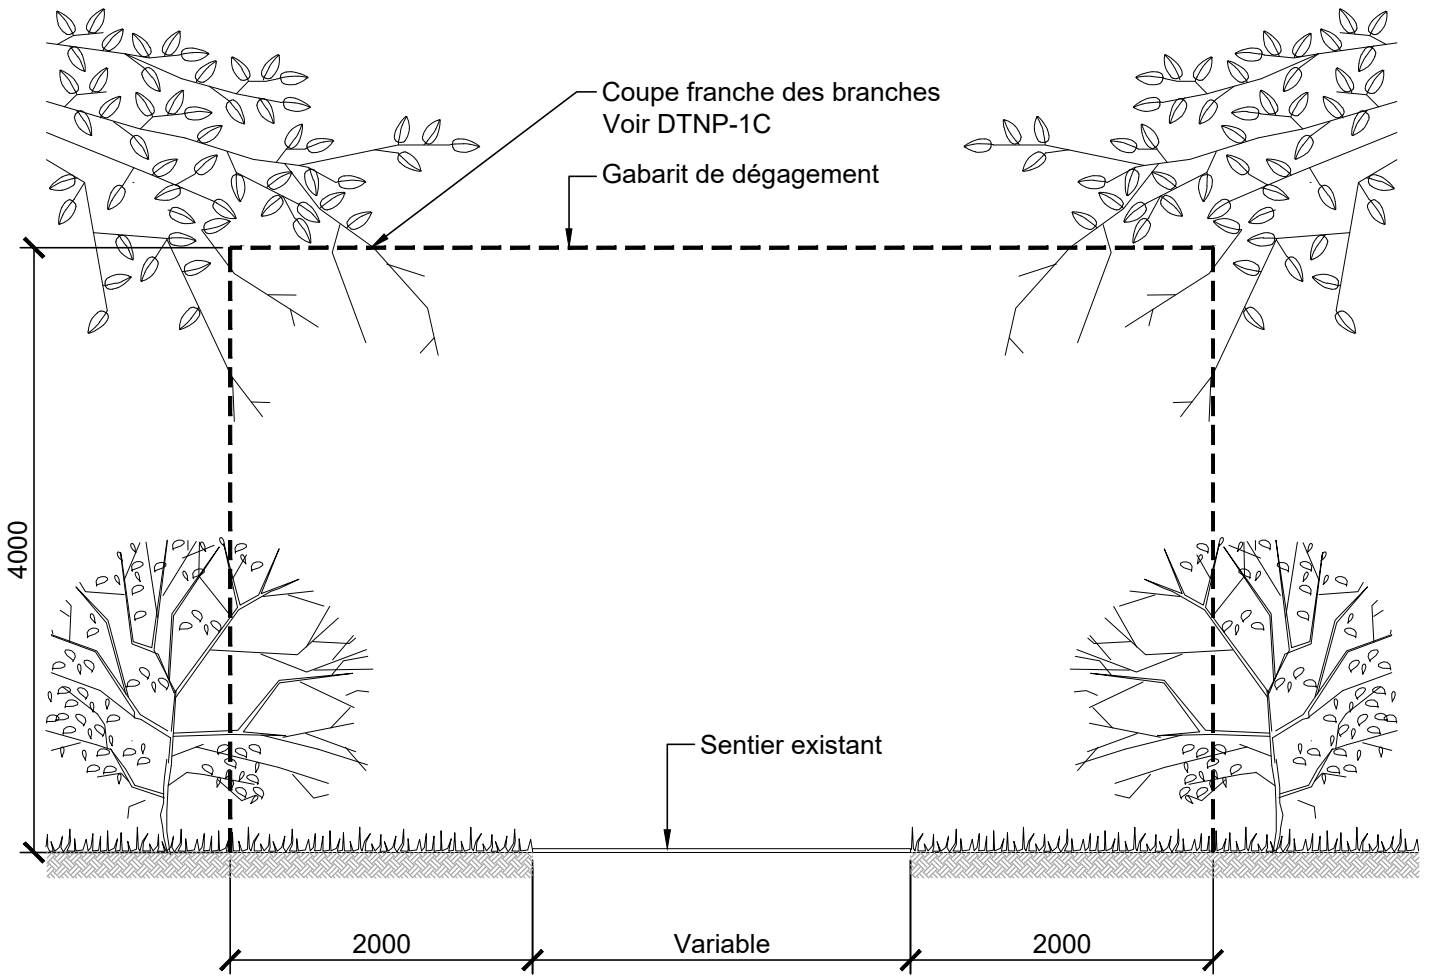 Coupe franche des branches
Voir DTNP-1C
Gabarit de dégagement
4000
Sentier existant
2000
Variable
2000